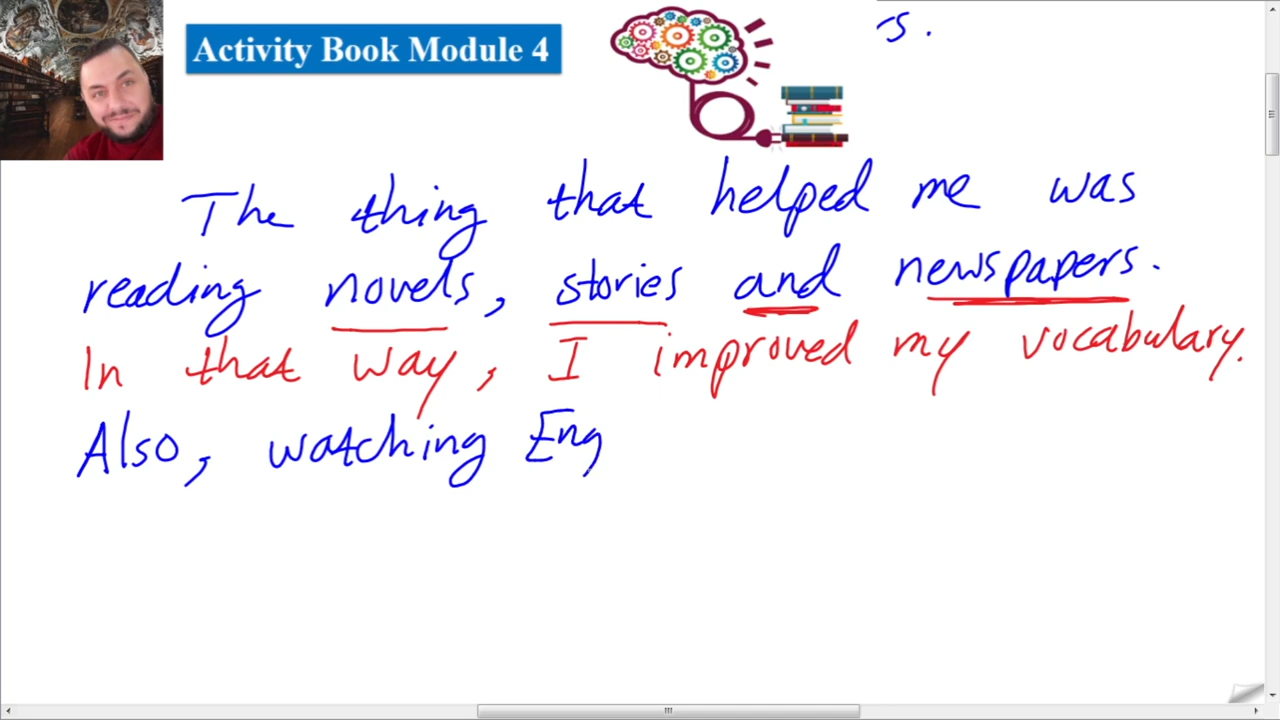 Activity Book Module 4
rs.
The thing that helped me was
reading novels, stories and newspapers.
In that way, I improved my vocabulary.
Also, watching Eng